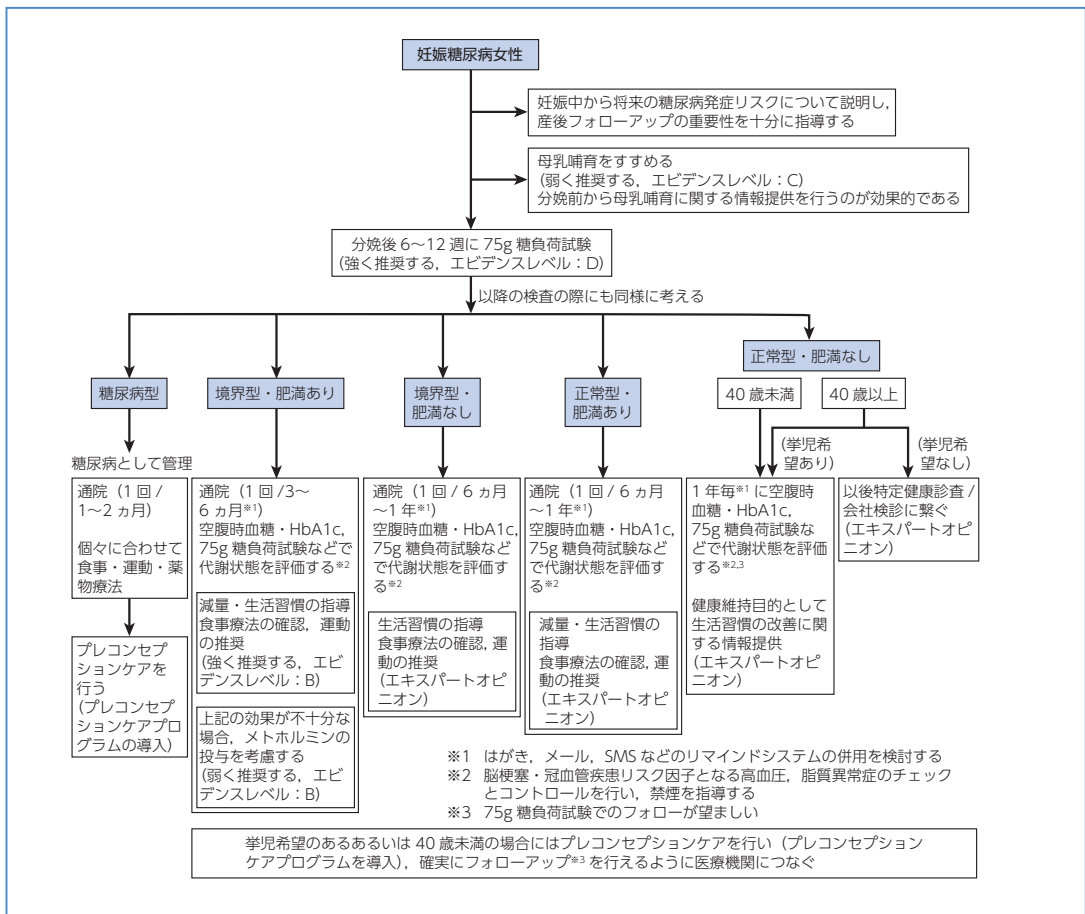 妊娠糖尿病女性
妊娠中から将来の糖尿病発症リスクについて説明し,
産後フォローアップの重要性を十分に指導する
母乳哺育をすすめる
(弱く推奨する,エビデンスレベル:C)
分娩前から母乳哺育に関する情報提供を行うのが効果的である
分娩後 6〜12 週に 75g 糖負荷試験
(強く推奨する,エビデンスレベル:D)
以降の検査の際にも同様に考える
糖尿病型
境界型・肥満あり
境界型・
肥満なし
正常型・
肥満あり
正常型・肥満なし
40 歳未満
40 歳以上
(挙児希
望あり)
(挙児希
望なし)
糖尿病として管理
通院(1 回 /
1〜2 ヵ月)
個々に合わせて
食事・運動・薬
物療法
プレコンセプ
ションケアを
行う
(プレコンセプ
ションケアプロ
グラムの導入)
通院(1 回 /3〜
6 ヵ月※1)
空腹時血糖・HbA1c,
75g 糖負荷試験などで
代謝状態を評価する※2
減量・生活習慣の指導
食事療法の確認,運動
の推奨
(強く推奨する,エビ
デンスレベル:B)
上記の効果が不十分な
場合,メトホルミンの
投与を考慮する
(弱く推奨する,エビ
デンスレベル:B)
通院(1 回 / 6 ヵ月
〜1 年※1)
空腹時血糖・HbA1c,
75g 糖負荷試験など
で代謝状態を評価す
る※2
生活習慣の指導
食事療法の確認,運
動の推奨
(エキスパートオピ
ニオン)
通院(1 回 / 6 ヵ月
〜1 年※1)
空腹時血糖・HbA1c,
75g 糖負荷試験など
で代謝状態を評価す
る※2
減量・生活習慣の
指導
食事療法の確認,運
動の推奨
(エキスパートオピ
ニオン)
1 年毎※1 に空腹時
血糖・HbA1c,
75g 糖負荷試験な
どで代謝状態を評価
する※2,3
健康維持目的として
生活習慣の改善に関
する情報提供
(エキスパートオピ
ニオン)
以後特定健康診査 /
会社検診に繋ぐ
(エキスパートオピ
ニオン)
※1 はがき,メール,SMS などのリマインドシステムの併用を検討する
※2 脳梗塞・冠血管疾患リスク因子となる高血圧,脂質異常症のチェック
とコントロールを行い,禁煙を指導する
※3 75g 糖負荷試験でのフォローが望ましい
挙児希望のあるあるいは 40 歳未満の場合にはプレコンセプションケアを行い(プレコンセプション
ケアプログラムを導入),確実にフォローアップ※3 を行えるように医療機関につなぐ